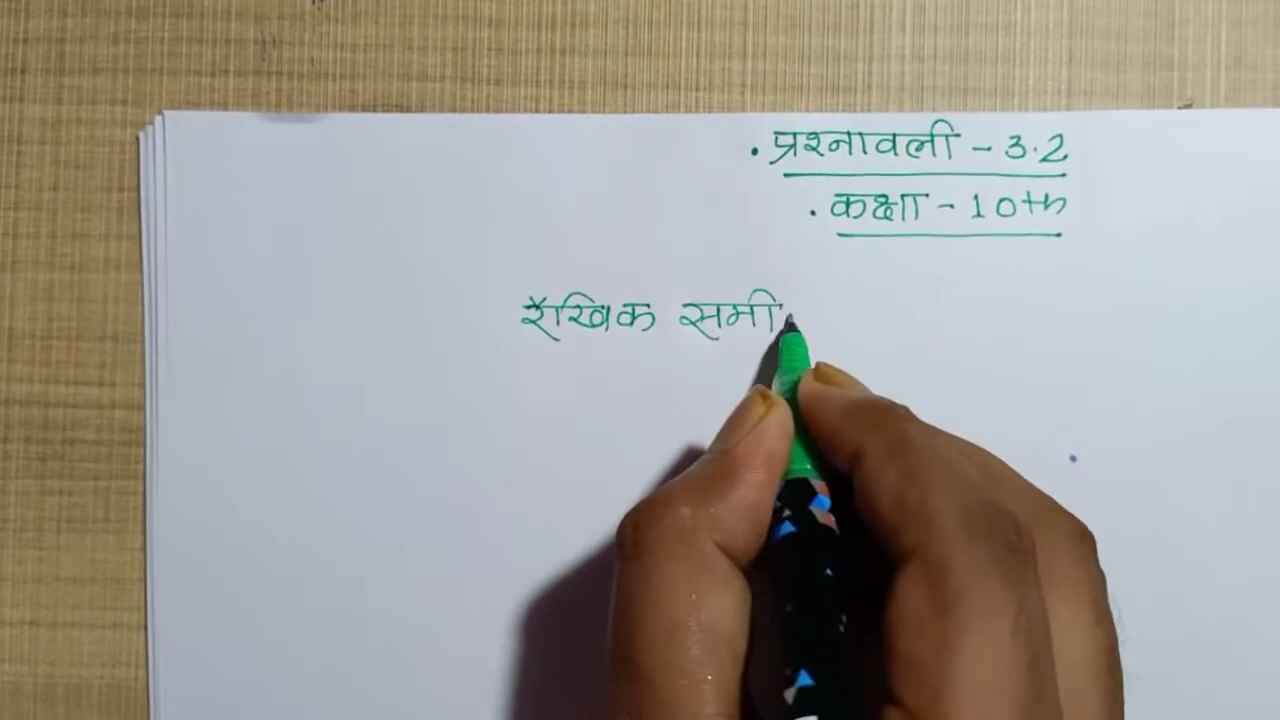 . प्रश्नावली - 3.2
. कक्षा - 10th
रैखिक समी